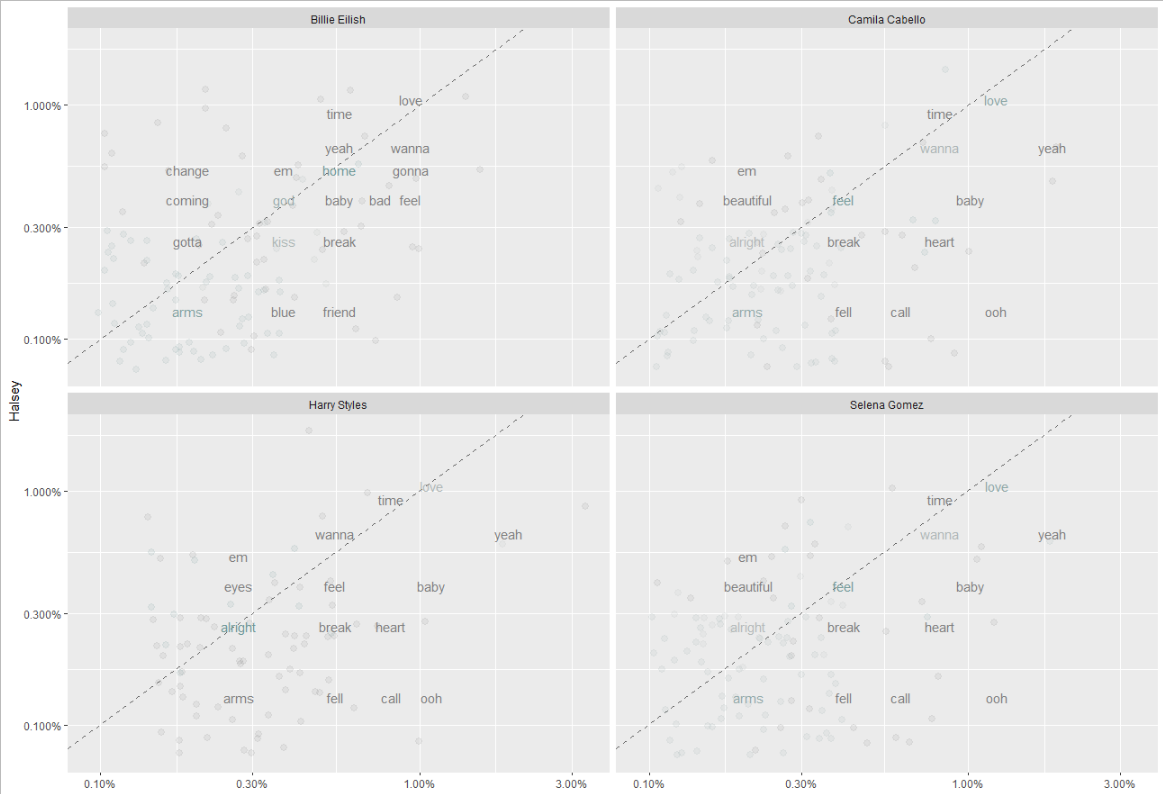 Billie Eilish Camila Cabello
love
1.000% time love
time
yeah wanna wanna yeah
change em home gonna em
coming god baby bad feel beautiful feel baby
0.300%
gotta kiss break alright break heart
arms blue friend arms fell call ooh
0.100%
Halsey
Harry Styles Selena Gomez
1.000% love love
time time
wanna yeah wanna yeah
em em
eyes feel baby beautiful feel baby
0.300%
alright break heart alright break heart
arms fell call ooh arms fell call ooh
0.100%
0.10% 0.30% 1.00% 3.00% 0.10% 0.30% 1.00% 3.00%